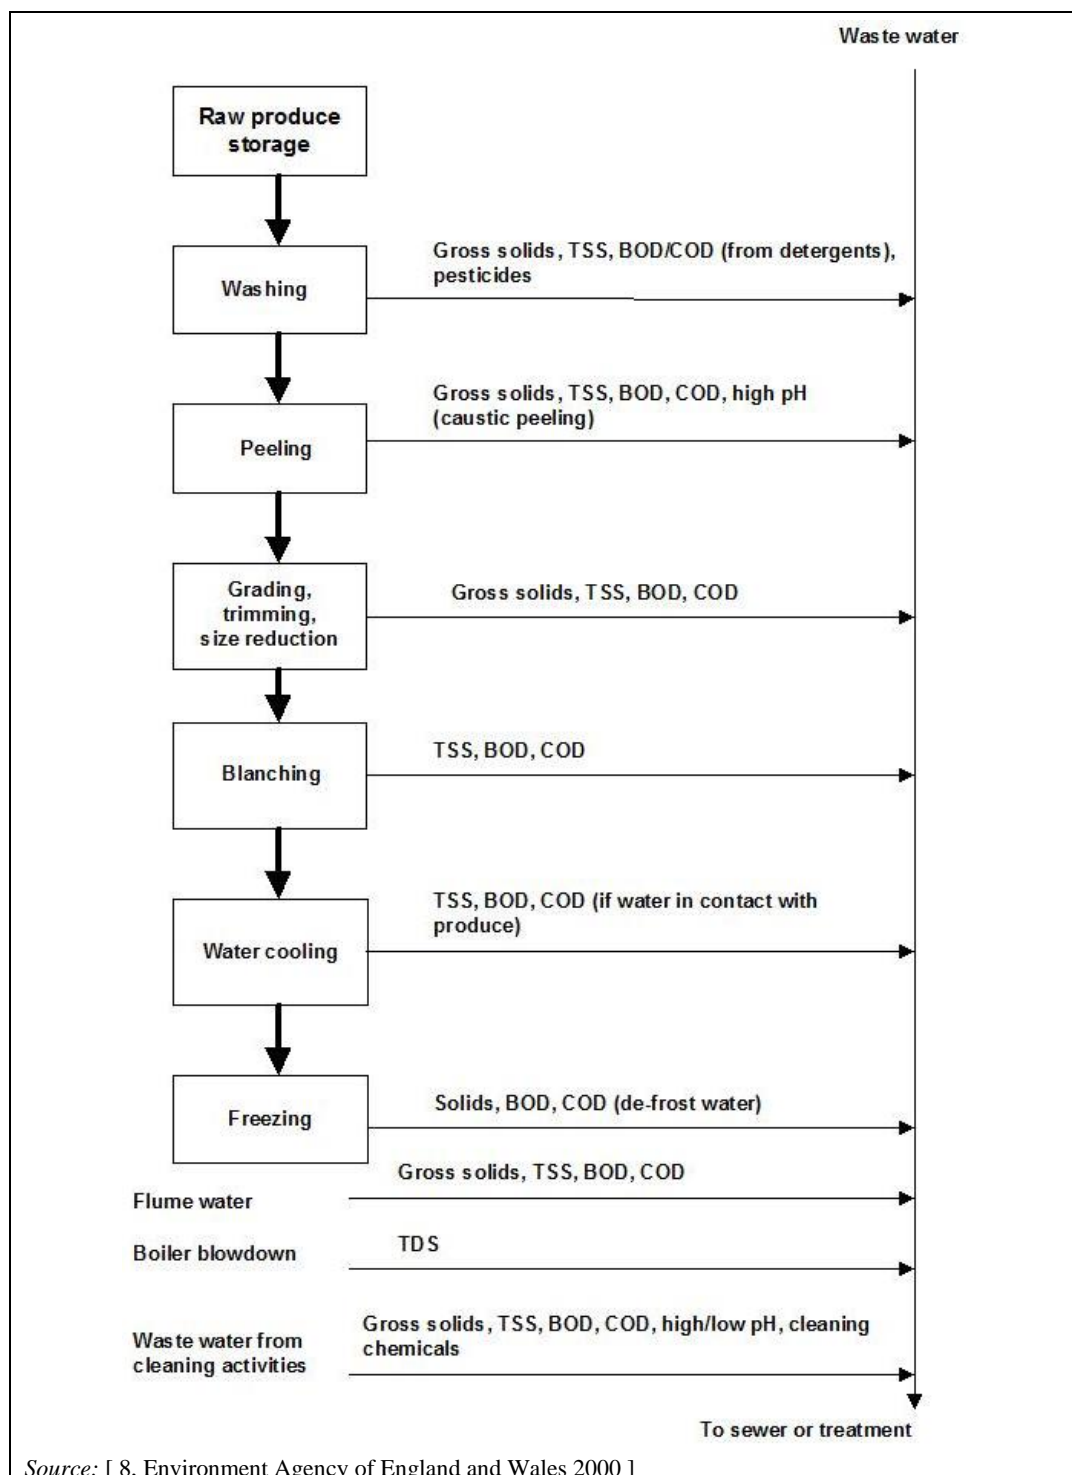 Waste water
Raw produce
storage
Gross solids, TSS, BOD/COD (from detergents),
pesticides
Washing
Gross solids, TSS, BOD, COD, high pH
(caustic peeling)
Peeling
Grading,
trimming,
size reduction
Gross solids, TSS, BOD, COD
TSS, BOD, COD
Blanching
TSS, BOD, COD (if water in contact with
produce)
Water cooling
Solids, BOD, COD (de-frost water)
Freezing
Gross solids, TSS, BOD, COD
Flume water
TDS
Boiler blowdown
Gross solids, TSS, BOD, COD, high/low pH, cleaning
chemicals
Waste water from
cleaning activities
To sewer or treatment
Source: [ 8, Environment Agency of England and Wales 2000 ]